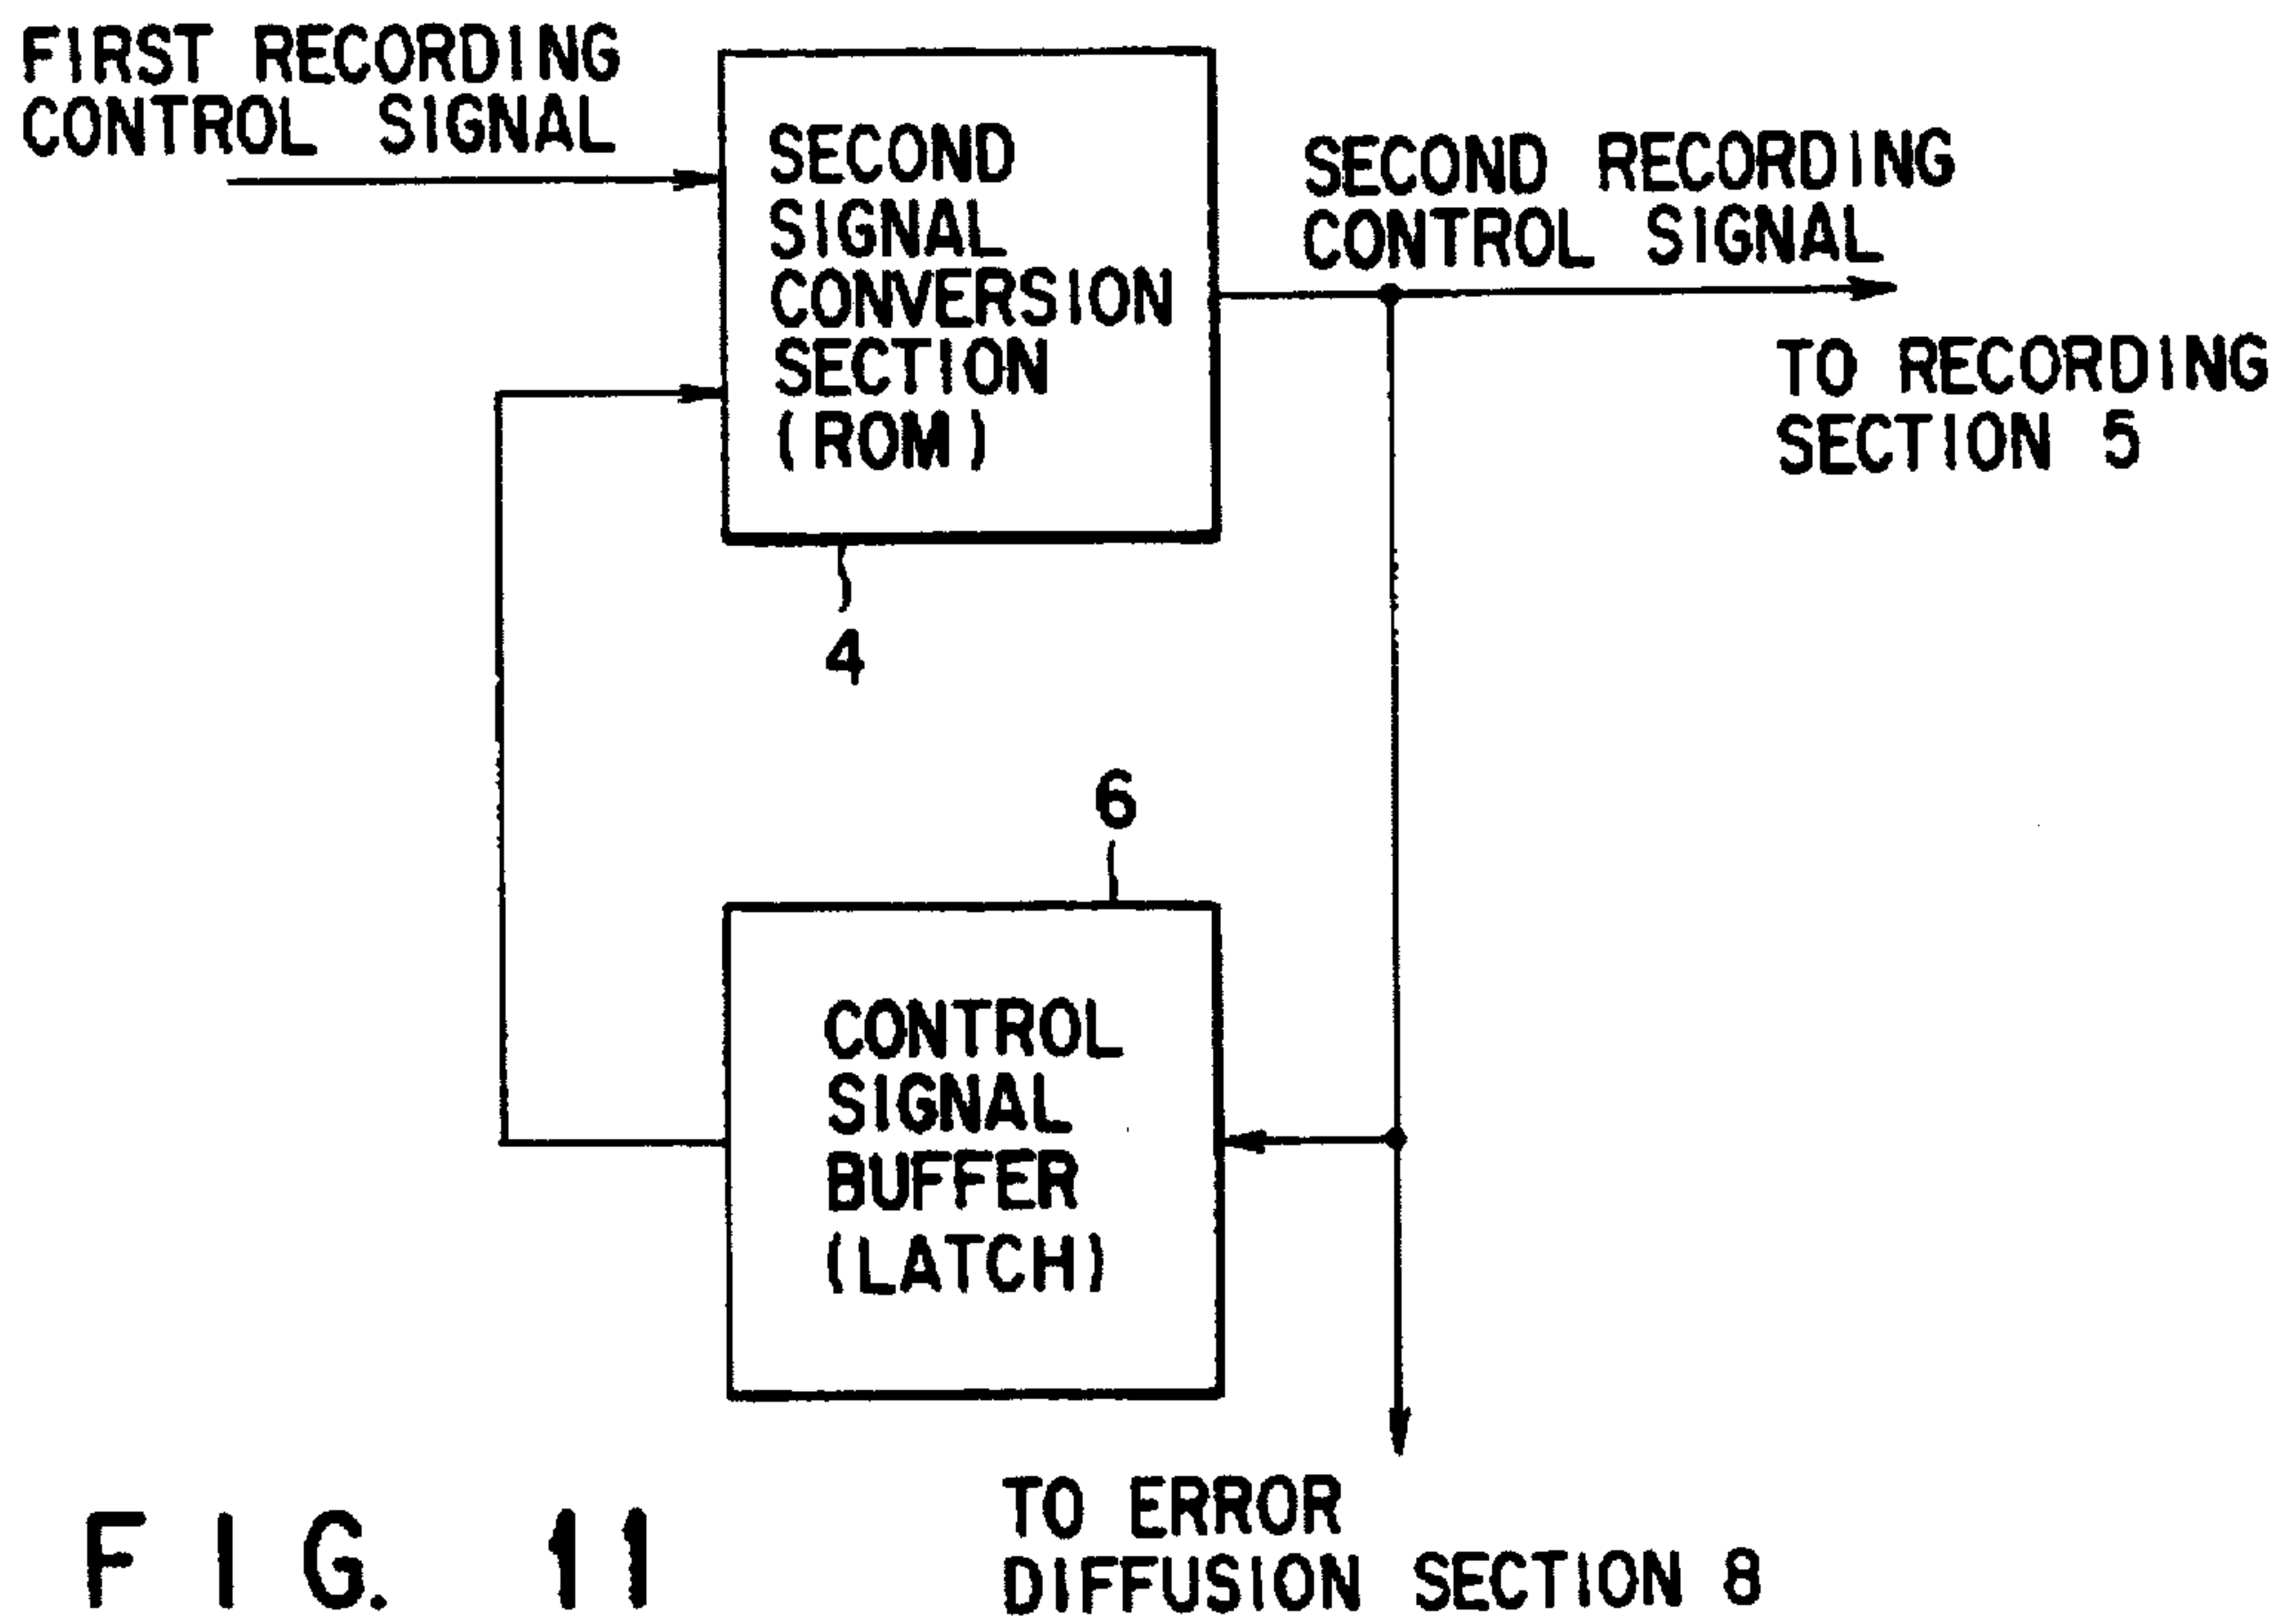 FIRST RECORDING
CONTROL SIGNAL
SECOND
SIGNAL
CONVERSION
SECTION
(ROM)
SECOND RECORDING
CONTROL SIGNAL
TO RECORDING
SECTION 5
4
6
CONTROL
SIGNAL
BUFFER
(LATCH)
TO ERROR
DIFFUSION SECTION 8
FIG. 11